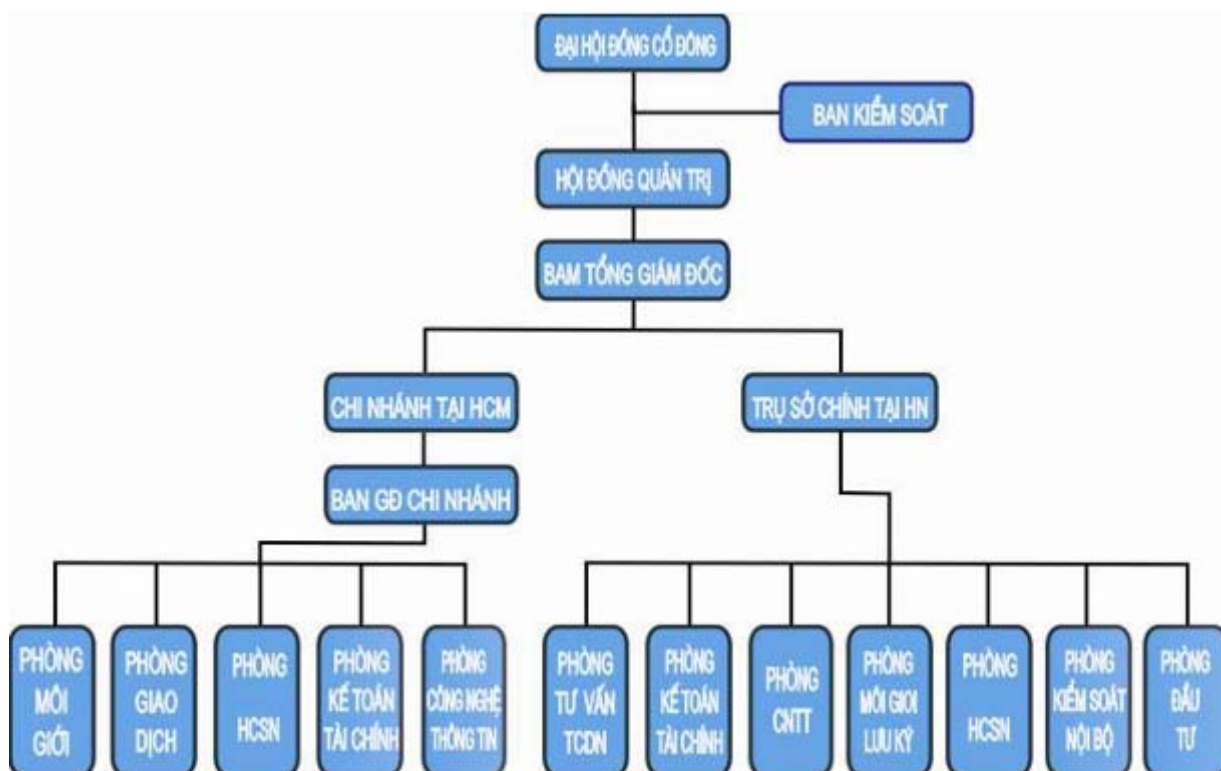 ĐẠI HỘI ĐỒNG CỔ ĐÔNG
BAN KIỂM SOÁT
HỘI ĐỒNG QUẢN TRỊ
BAM TỔNG GIÁM ĐỐC
CHI NHÁNH TẠI HCM
TRỤ SỞ CHÍNH TẠI HN
BAN GĐ CHI NHÁNH
PHÒNG
MÔI
GIỚI
PHÒNG
GIAO
DỊCH
PHÒNG
HCSN
PHÒNG
KẾ TOÁN
TÀI CHÍNH
PHÒNG
CÔNG NGHỆ
THÔNG TIN
PHÒNG
TƯ VẤN
TCDN
PHÒNG
KẾ TOÁN
TÀI CHÍNH
PHÒNG
CNTT
PHÒNG
MÔI GIOI
LƯU KÝ
PHÒNG
HCSN
PHÒNG
KIỂM SOÁT
NỘI BỘ
PHÒNG
ĐẦU
TƯ